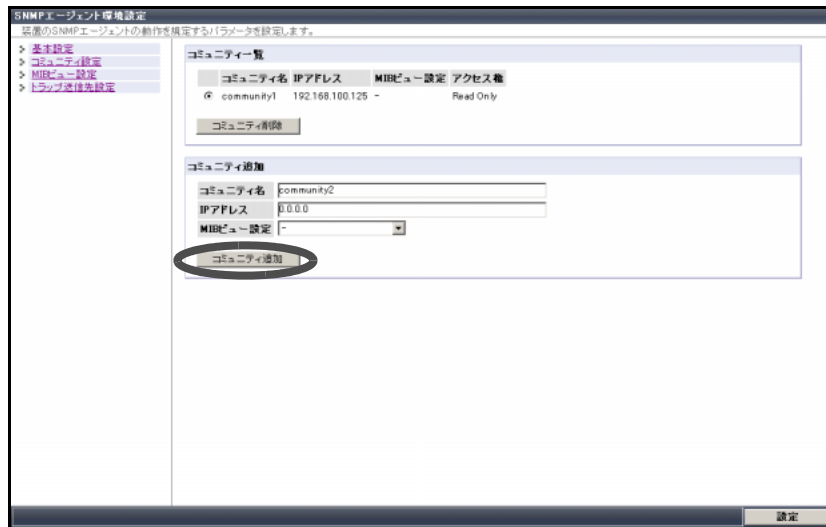 SNMPエージェント環境設定
装置のSNMPエージェントの動作を規定するパラメータを設定します。
> 基本設定
> コミュニティ設定
> MIBビュー設定
> トラップ送信先設定
コミュニティ一覧
コミュニティ名 IPアドレス MIBビュー設定 アクセス権
community1 192.168.100.125 - Read Only
コミュニティ削除
コミュニティ追加
コミュニティ名 community2
IPアドレス 0.0.0.0
MIBビュー設定 -
コミュニティ追加
設定